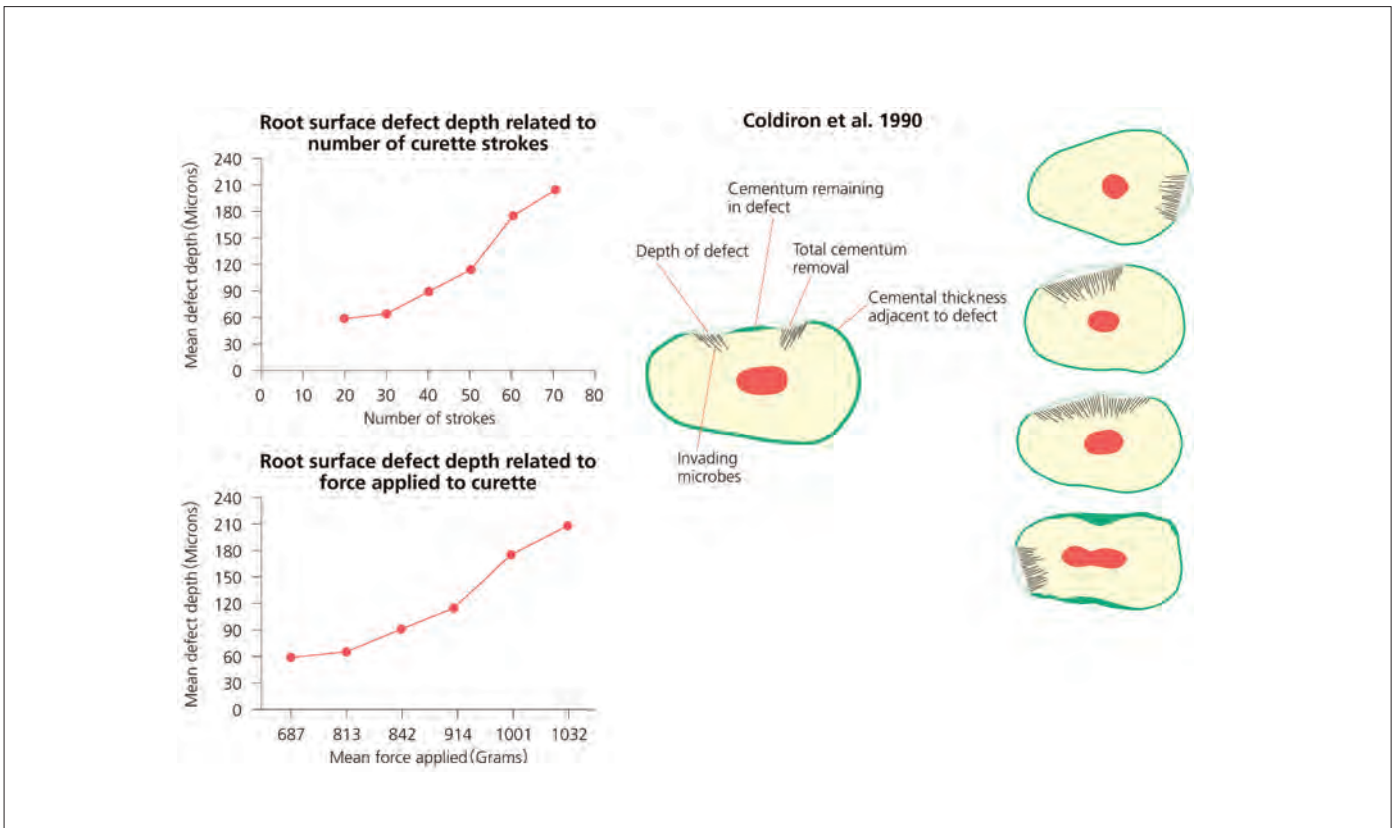 Root surface defect depth related to
number of curette strokes
Mean defect depth (Microns)
240
210
180
150
120
90
60
30
0
0 10 20 30 40 50 60 70 80
Number of strokes
Root surface defect depth related to
force applied to curette
Mean defect depth (Microns)
240
210
180
150
120
90
60
30
0
687 813 842 914 1001 1032
Mean force applied (Grams)
Coldiron et al. 1990
Cementum remaining
in defect
Depth of defect
Total cementum
removal
Cemental thickness
adjacent to defect
Invading
microbes